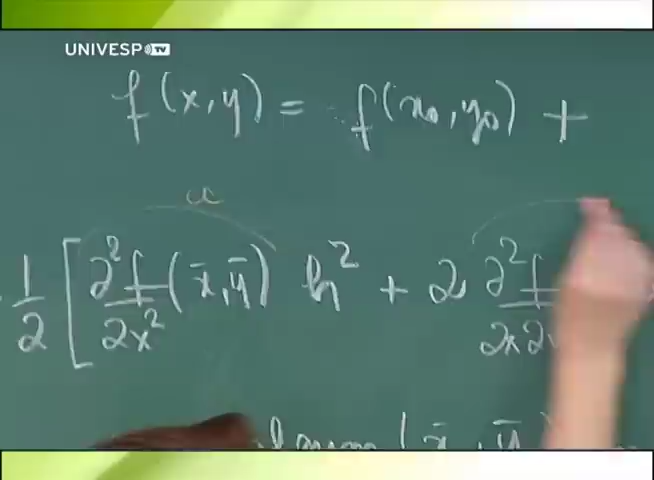 UNIVESP TV
f(x,y) = f(x₀,y₀) +
a
1/2 [ ∂²f/∂x² (x̄,ȳ) h² + 2 ∂²f/∂x∂y
(x̄, ȳ)